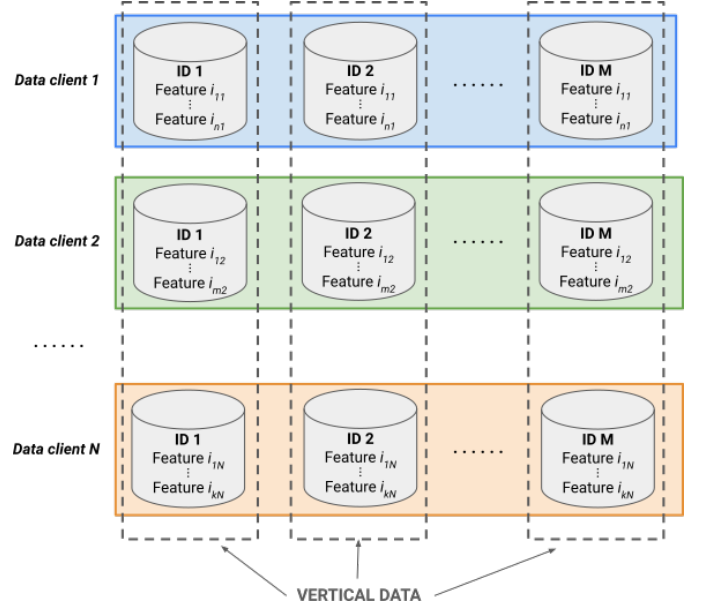 Data client 1
ID 1
Feature i11
⋮
Feature in1
ID 2
Feature i11
⋮
Feature in1
......
ID M
Feature i11
⋮
Feature in1
Data client 2
ID 1
Feature i12
⋮
Feature im2
ID 2
Feature i12
⋮
Feature im2
......
ID M
Feature i12
⋮
Feature im2
......
Data client N
ID 1
Feature i1N
⋮
Feature ikN
ID 2
Feature i1N
⋮
Feature ikN
......
ID M
Feature i1N
⋮
Feature ikN
VERTICAL DATA